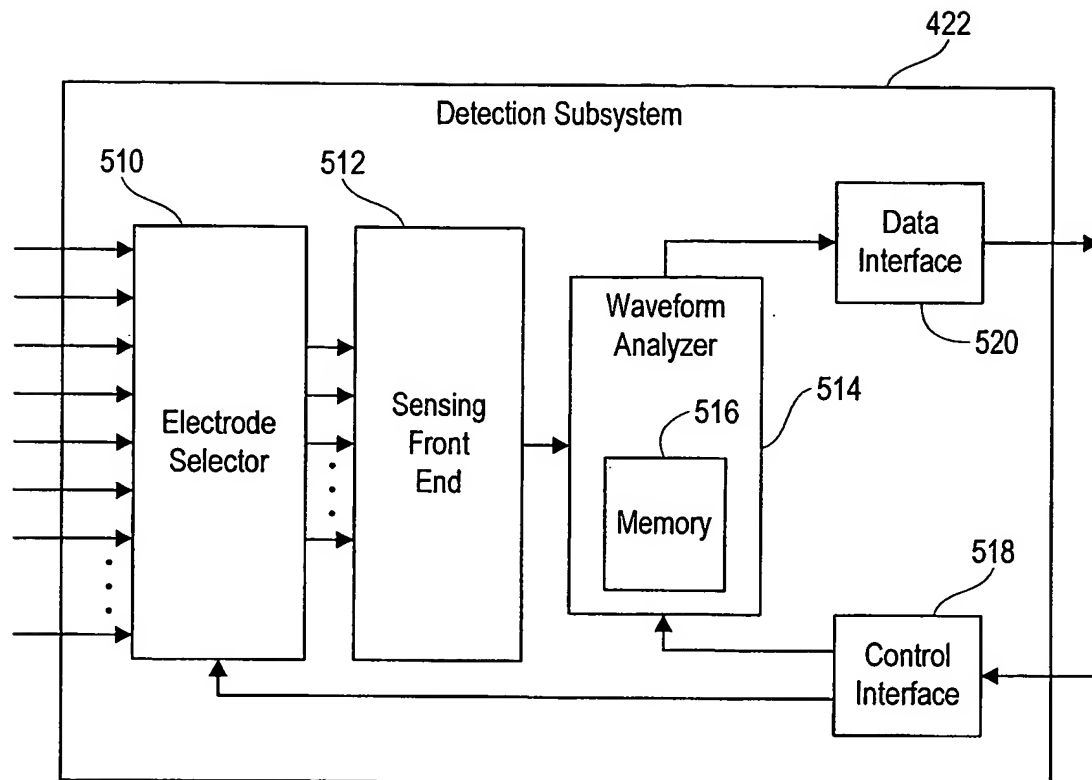 422
Detection Subsystem
510
512
Data
Interface
520
Waveform
Analyzer
514
Electrode
Selector
Sensing
Front
End
516
Memory
518
Control
Interface